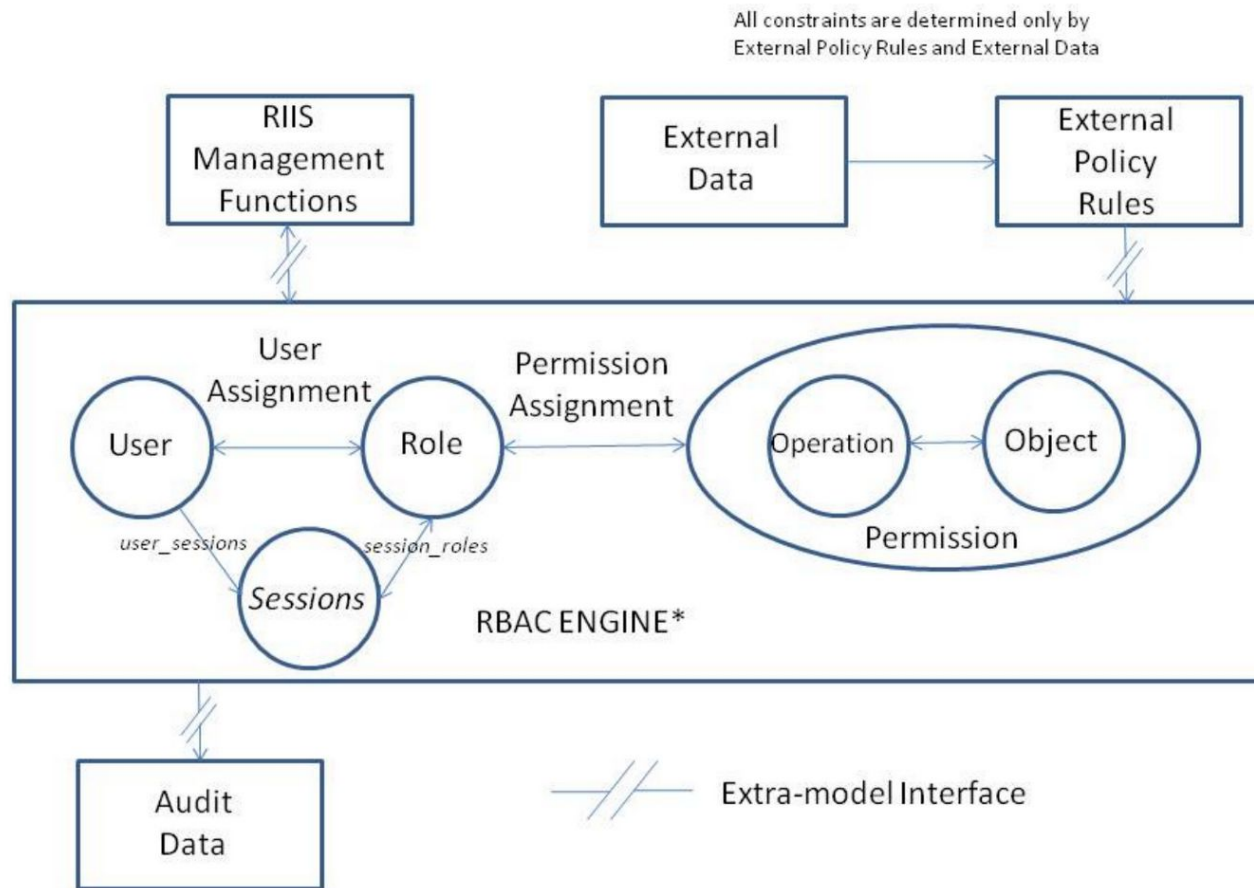 All constraints are determined only by
External Policy Rules and External Data
RIIS
Management
Functions
External
Data
External
Policy
Rules
User
Assignment
Permission
Assignment
User
Role
Operation
Object
user_sessions
session_roles
Permission
Sessions
RBAC ENGINE*
Audit
Data
Extra-model Interface